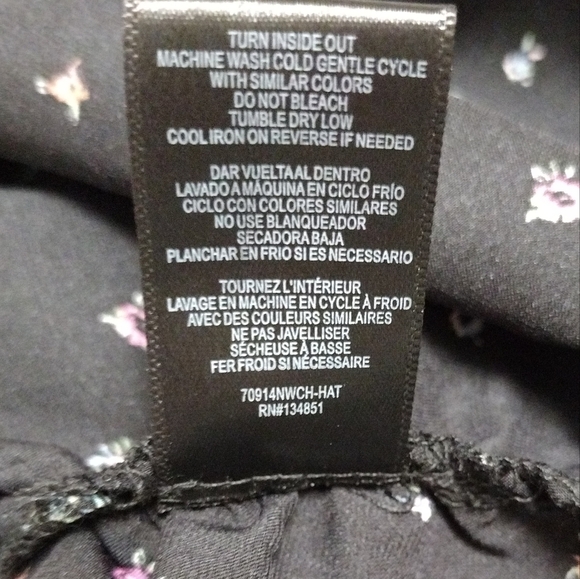 TURN INSIDE OUT
MACHINE WASH COLD GENTLE CYCLE
WITH SIMILAR COLORS
DO NOT BLEACH
TUMBLE DRY LOW
COOL IRON ON REVERSE IF NEEDED
DAR VUELTA AL DENTRO
LAVADO A MÁQUINA EN CICLO FRÍO
CICLO CON COLORES SIMILARES
NO USE BLANQUEADOR
SECADORA BAJA
PLANCHAR EN FRIO SI ES NECESSARIO
TOURNEZ L'INTÉRIEUR
LAVAGE EN MACHINE EN CYCLE À FROID
AVEC DES COULEURS SIMILAIRES
NE PAS JAVELLISER
SÉCHEUSE À BASSE
FER FROID SI NÉCESSAIRE
70914NWCH-HAT
RN#134851